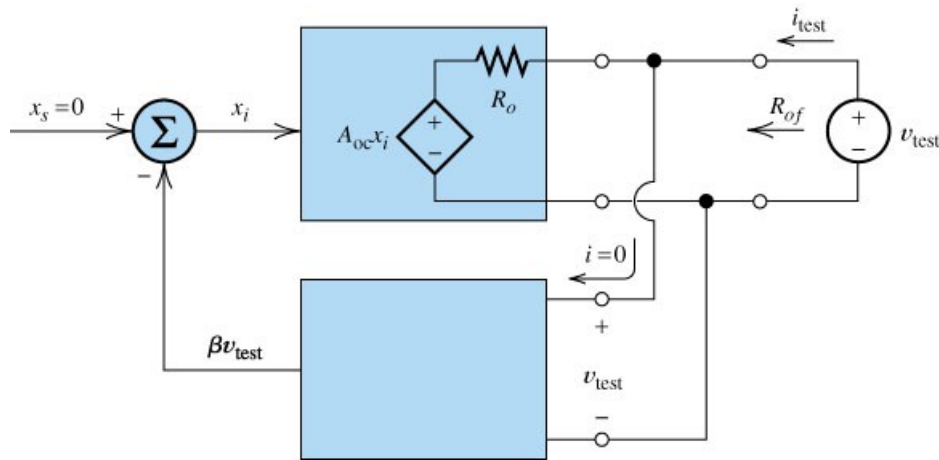 i_test
x_s = 0
+
Σ
−
x_i
A_oc x_i
+
−
R_o
R_of
+
−
v_test
i = 0
+
v_test
−
βv_test